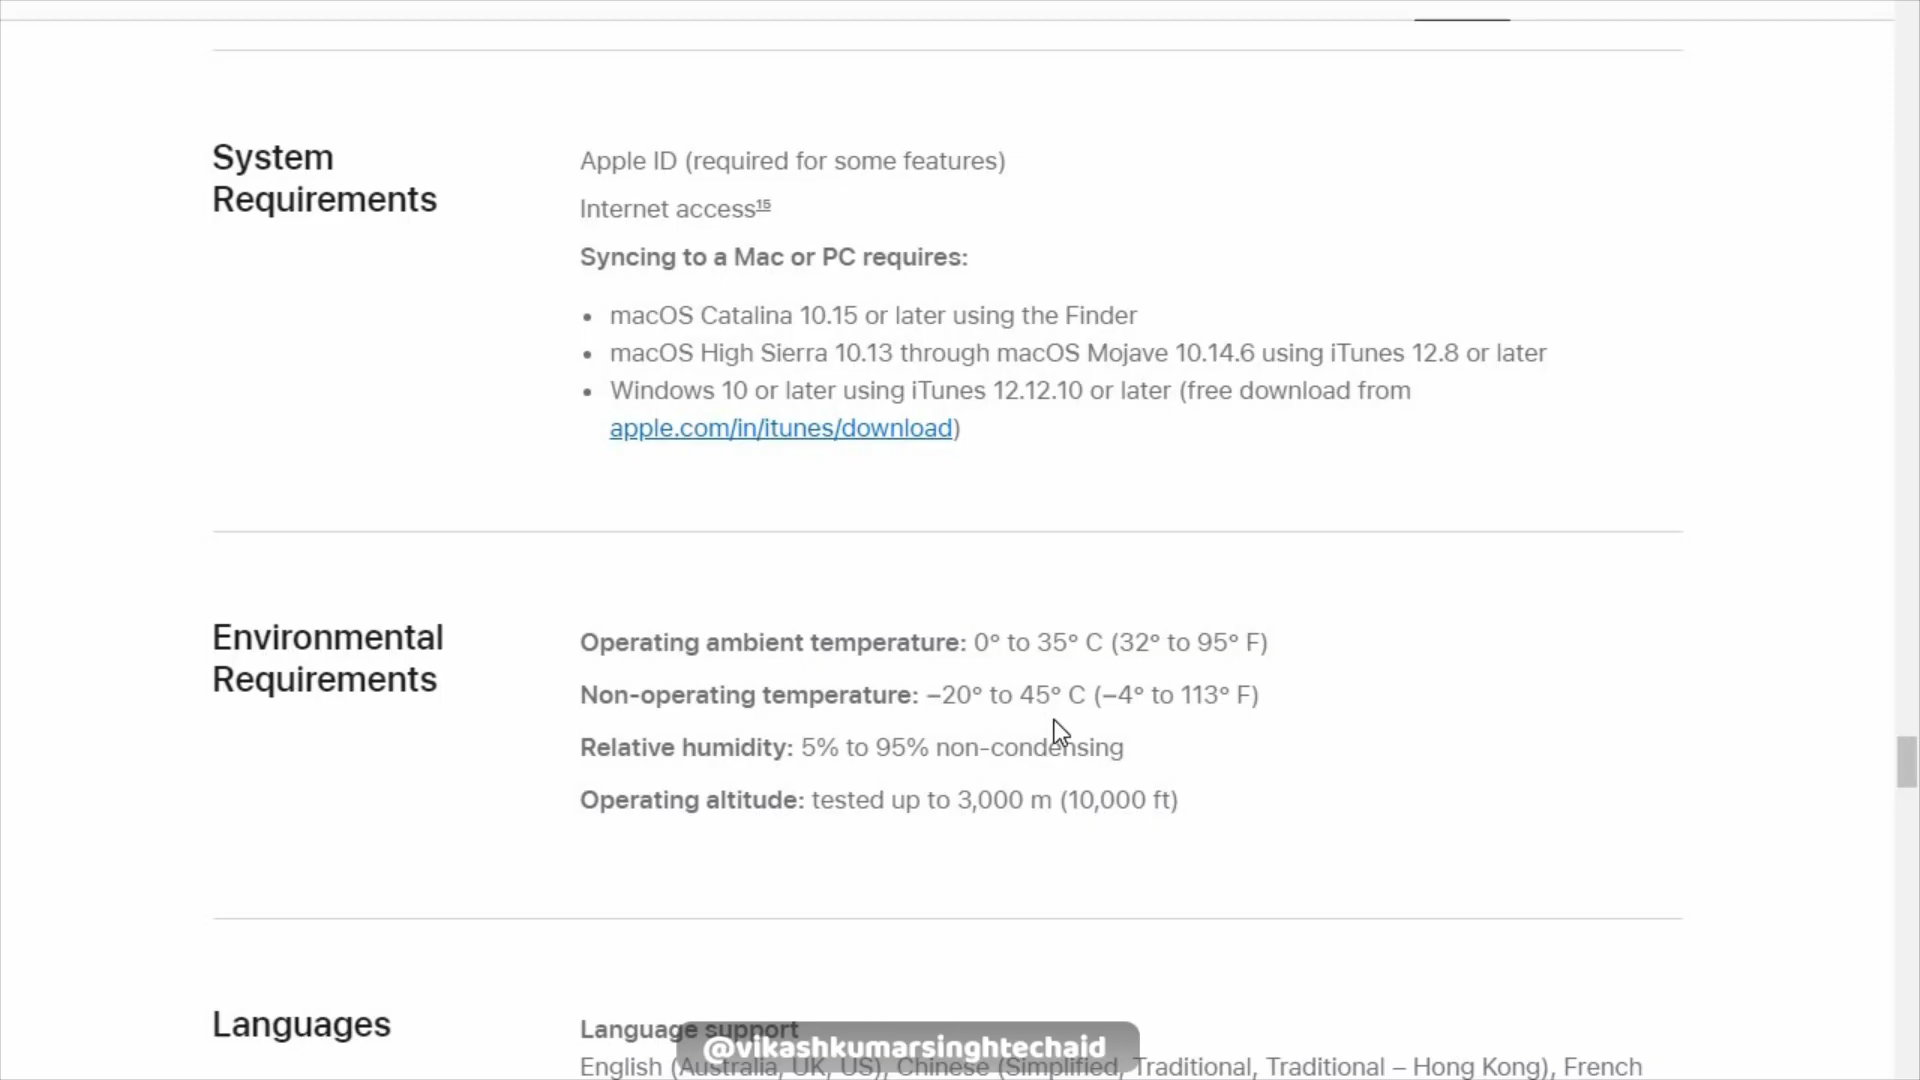 System
Requirements
Apple ID (required for some features)
Internet access15
Syncing to a Mac or PC requires:
• macOS Catalina 10.15 or later using the Finder
• macOS High Sierra 10.13 through macOS Mojave 10.14.6 using iTunes 12.8 or later
• Windows 10 or later using iTunes 12.12.10 or later (free download from
apple.com/in/itunes/download)
Environmental
Requirements
Operating ambient temperature: 0° to 35° C (32° to 95° F)
Non-operating temperature: −20° to 45° C (−4° to 113° F)
Relative humidity: 5% to 95% non-condensing
Operating altitude: tested up to 3,000 m (10,000 ft)
Languages
Language support
@vikashkumarsinghtechaid
English (Australia, UK, US), Chinese (Simplified, Traditional, Traditional – Hong Kong), French